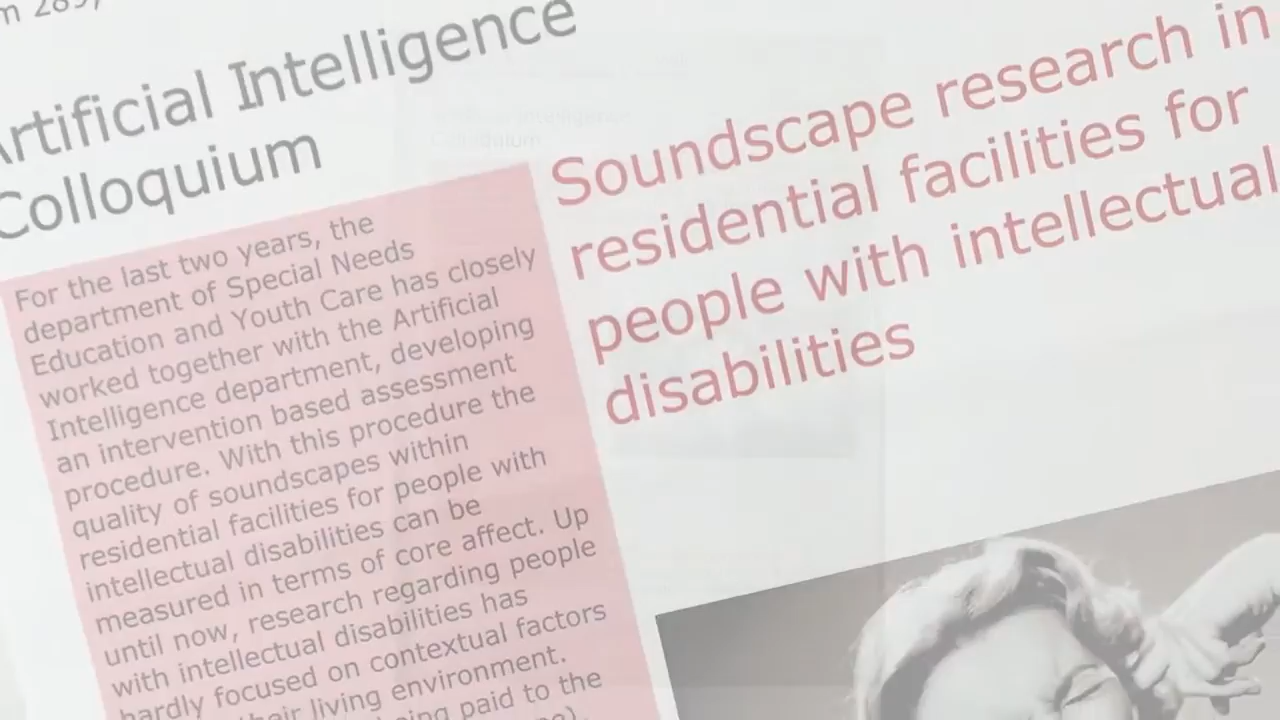 Artificial Intelligence
Colloquium
For the last two years, the
department of Special Needs
Education and Youth Care has closely
worked together with the Artificial
Intelligence department, developing
an intervention based assessment
procedure. With this procedure the
quality of soundscapes within
residential facilities for people with
intellectual disabilities can be
measured in terms of core affect. Up
until now, research regarding people
with intellectual disabilities has
hardly focused on contextual factors
their living environment.
being paid to the
Soundscape research in
residential facilities for
people with intellectual
disabilities